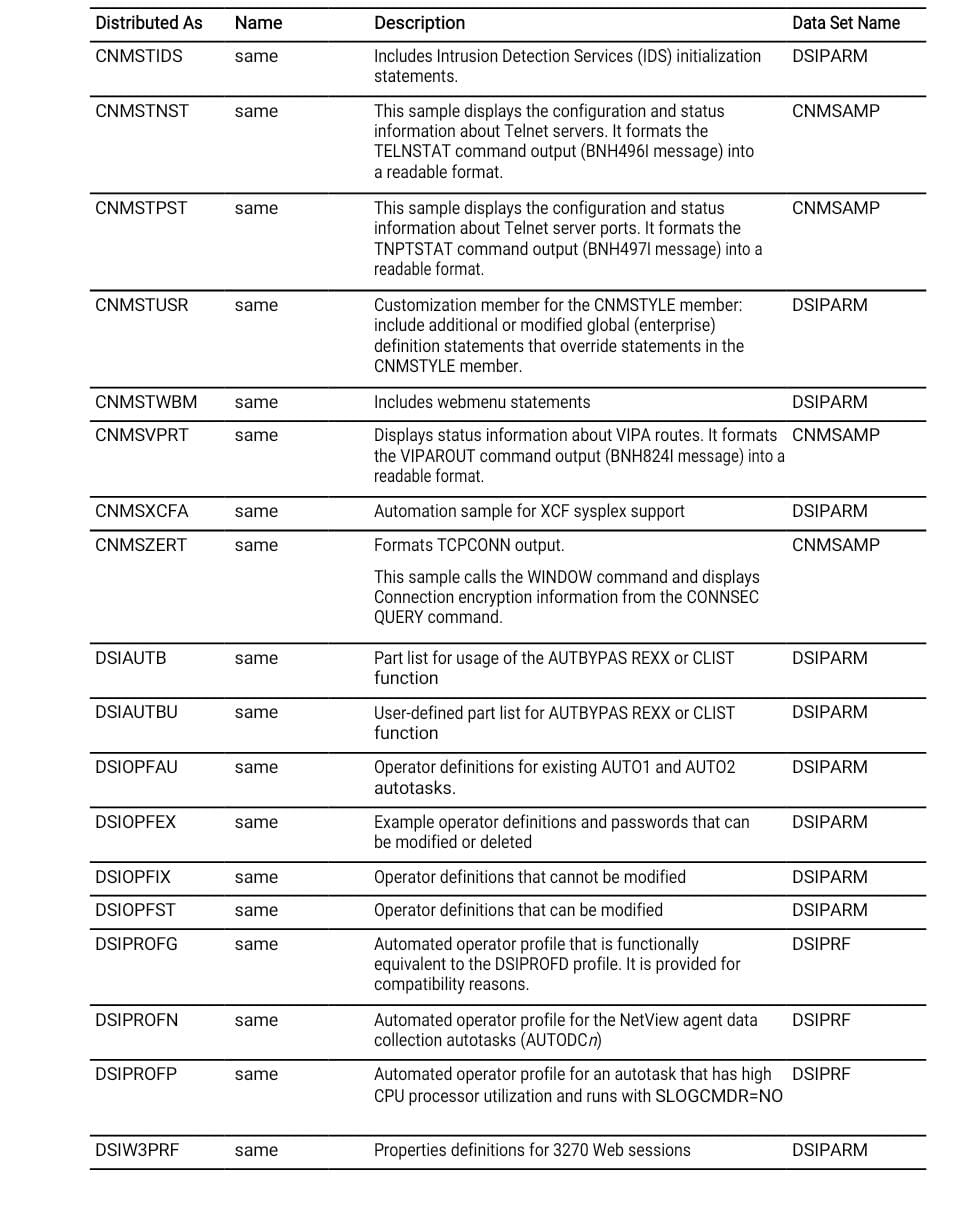 Distributed As Name Description Data Set Name
CNMSTIDS same Includes Intrusion Detection Services (IDS) initialization DSIPARM
statements.
CNMSTNST same This sample displays the configuration and status CNMSAMP
information about Telnet servers. It formats the
TELNSTAT command output (BNH496I message) into
a readable format.
CNMSTPST same This sample displays the configuration and status CNMSAMP
information about Telnet server ports. It formats the
TNPTSTAT command output (BNH497I message) into a
readable format.
CNMSTUSR same Customization member for the CNMSTYLE member: DSIPARM
include additional or modified global (enterprise)
definition statements that override statements in the
CNMSTYLE member.
CNMSTWBM same Includes webmenu statements DSIPARM
CNMSVPRT same Displays status information about VIPA routes. It formats CNMSAMP
the VIPAROUT command output (BNH824I message) into a
readable format.
CNMSXCFA same Automation sample for XCF sysplex support DSIPARM
CNMSZERT same Formats TCPCONN output. CNMSAMP
This sample calls the WINDOW command and displays
Connection encryption information from the CONNSEC
QUERY command.
DSIAUTB same Part list for usage of the AUTBYPAS REXX or CLIST DSIPARM
function
DSIAUTBU same User-defined part list for AUTBYPAS REXX or CLIST DSIPARM
function
DSIOPFAU same Operator definitions for existing AUTO1 and AUTO2 DSIPARM
autotasks.
DSIOPFEX same Example operator definitions and passwords that can DSIPARM
be modified or deleted
DSIOPFIX same Operator definitions that cannot be modified DSIPARM
DSIOPFST same Operator definitions that can be modified DSIPARM
DSIPROFG same Automated operator profile that is functionally DSIPRF
equivalent to the DSIPROFD profile. It is provided for
compatibility reasons.
DSIPROFN same Automated operator profile for the NetView agent data DSIPRF
collection autotasks (AUTODCn)
DSIPROFP same Automated operator profile for an autotask that has high DSIPRF
CPU processor utilization and runs with SLOGCMDR=NO
DSIW3PRF same Properties definitions for 3270 Web sessions DSIPARM